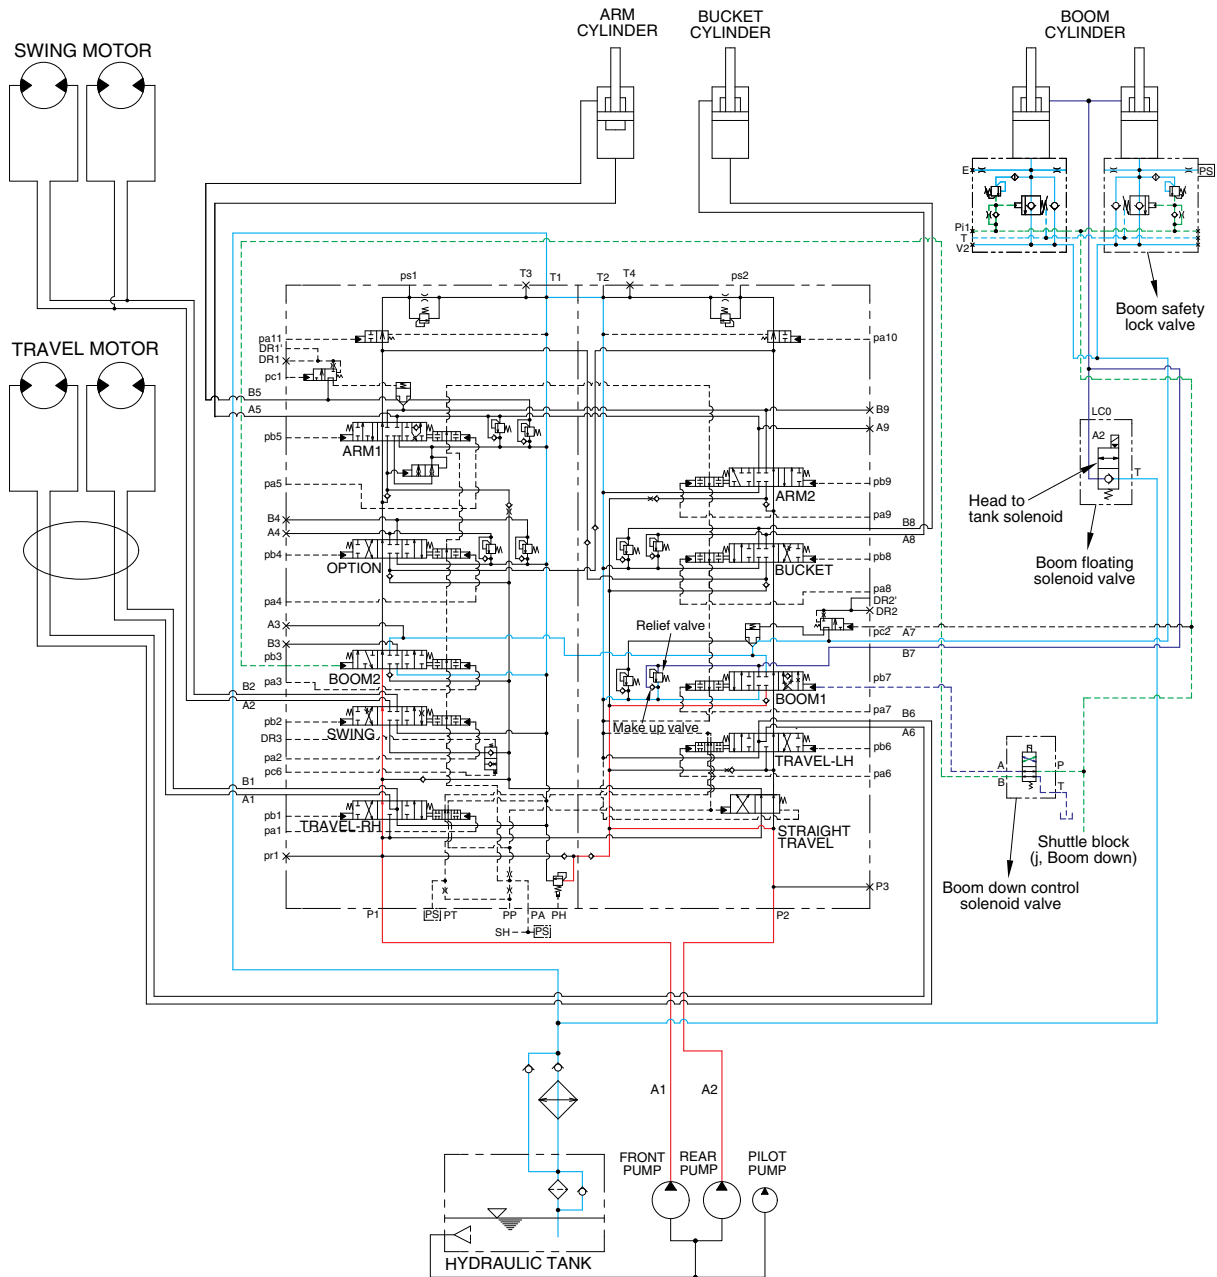 ARM
CYLINDER
BUCKET
CYLINDER
BOOM
CYLINDER
SWING MOTOR
TRAVEL MOTOR
E
PS
Pi1
T
V2
Boom safety
lock valve
ps1
T3
T1
T2
T4
ps2
pa11
DR1'
DR1
pc1
B5
A5
pb5
ARM1
pa5
B4
A4
pb4
OPTION
pa4
A3
B3
pb3
BOOM2
pa3
B2
A2
pb2
SWING
DR3
pa2
pc6
B1
A1
pb1
TRAVEL-RH
pa1
pr1
pa10
B9
A9
ARM2
pb9
pa9
B8
A8
BUCKET
pb8
pa8
DR2'
DR2
pc2
A7
B7
Relief valve
pb7
BOOM1
pa7
Make up valve
B6
A6
TRAVEL-LH
pb6
pa6
STRAIGHT
TRAVEL
P3
P1
PS
PT
PP
PA
PH
P2
SH
PS
LC0
A2
T
Head to
tank solenoid
Boom floating
solenoid valve
A
P
B
T
Shuttle block
(j, Boom down)
Boom down control
solenoid valve
A1
A2
FRONT
PUMP
REAR
PUMP
PILOT
PUMP
HYDRAULIC TANK